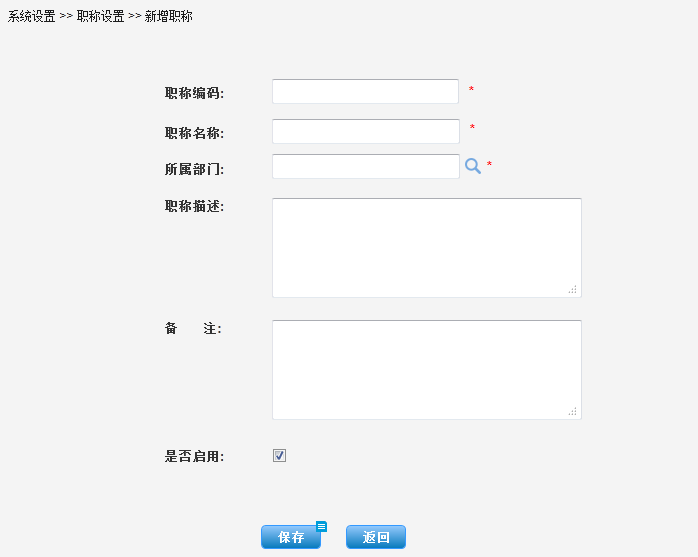 系统设置 >> 职称设置 >> 新增职称
职称编码: *
职称名称: *
所属部门: *
职称描述:
备 注:
是否启用:
保存 返回